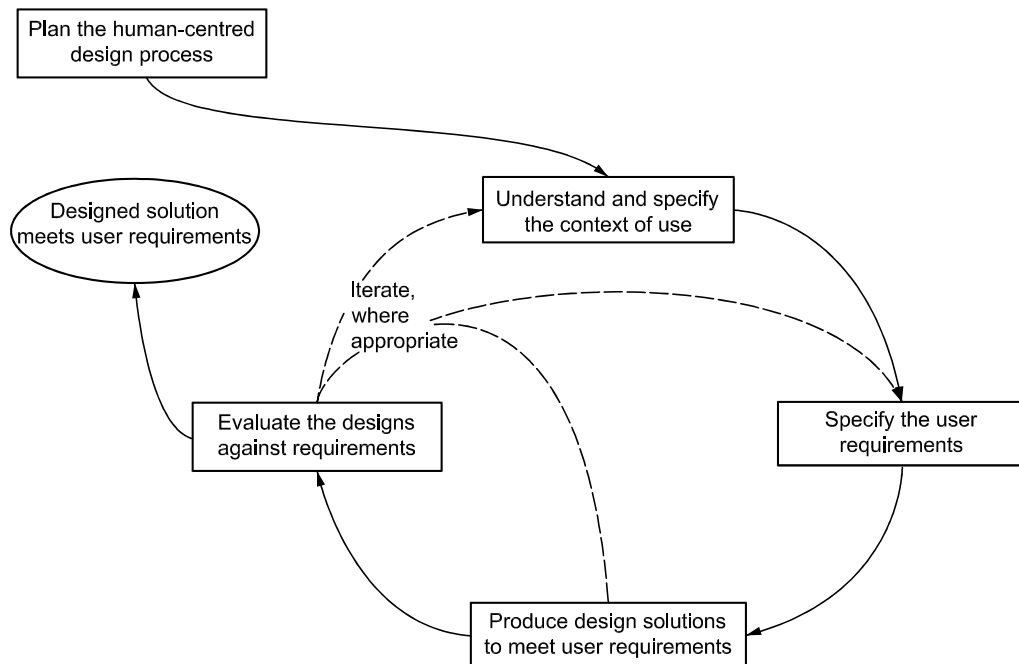 Plan the human-centred
design process
Understand and specify
the context of use
Designed solution
meets user requirements
Iterate,
where
appropriate
Evaluate the designs
against requirements
Specify the user
requirements
Produce design solutions
to meet user requirements